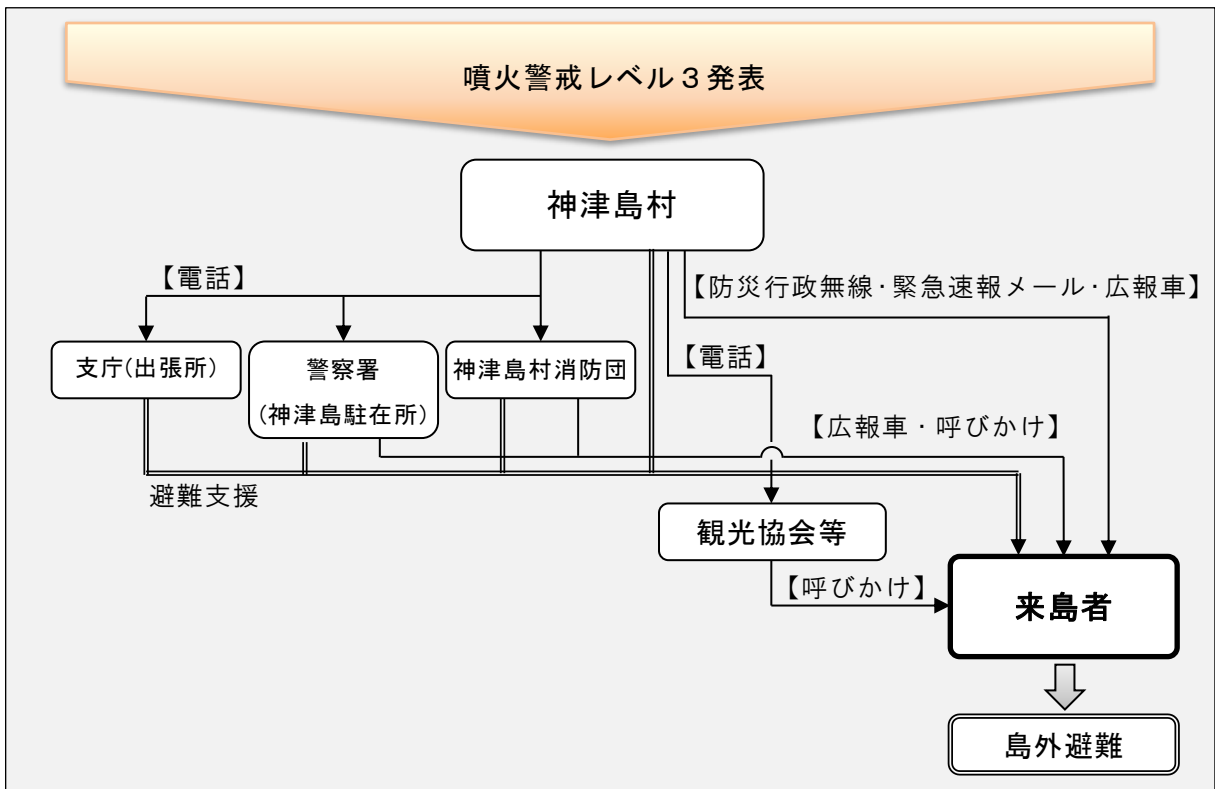 噴火警戒レベル３発表
神津島村
【電話】
【防災行政無線・緊急速報メール・広報車】
支庁(出張所)
警察署
(神津島駐在所)
神津島村消防団
【電話】
【広報車・呼びかけ】
避難支援
観光協会等
【呼びかけ】
来島者
島外避難